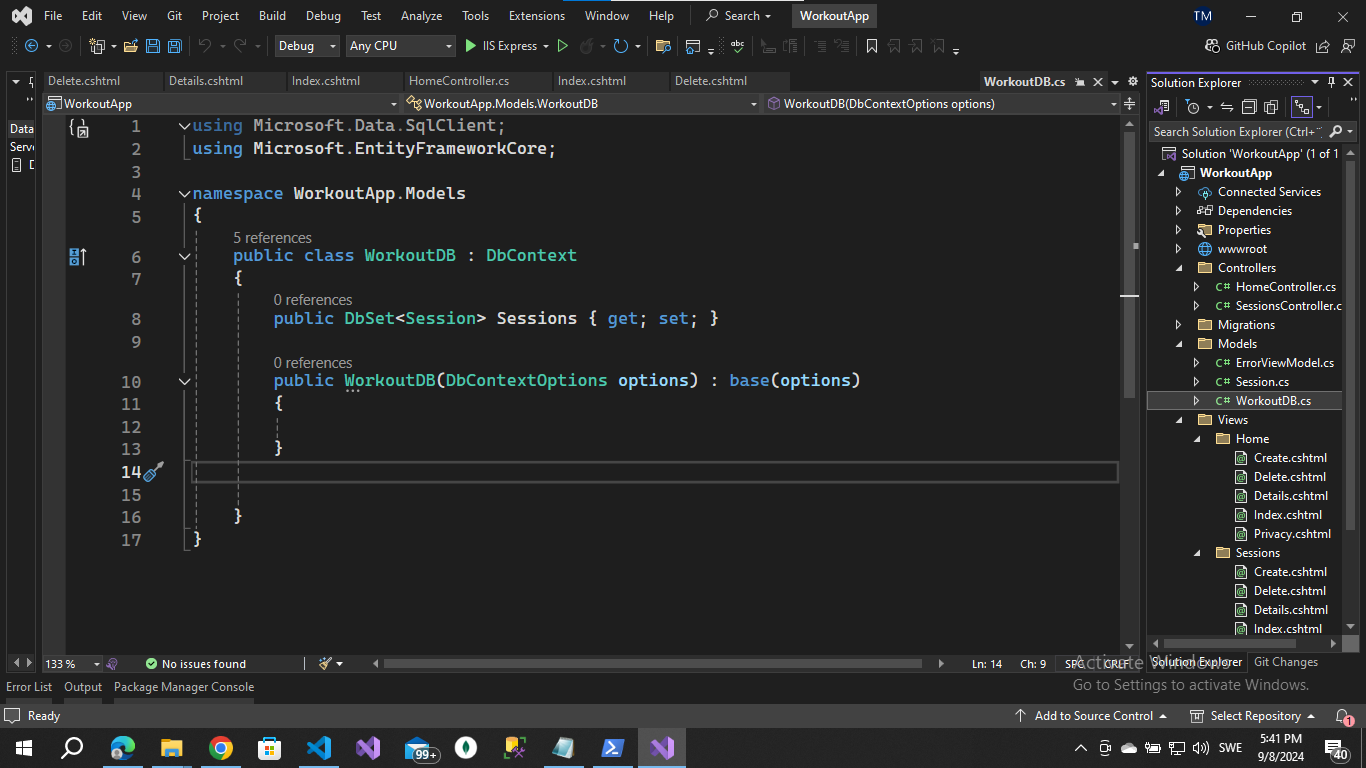 File Edit View Git Project Build Debug Test Analyze Tools Extensions Window Help Search WorkoutApp TM
Debug Any CPU IIS Express GitHub Copilot
Delete.cshtml Details.cshtml Index.cshtml HomeController.cs Index.cshtml Delete.cshtml WorkoutDB.cs
WorkoutApp WorkoutApp.Models.WorkoutDB WorkoutDB(DbContextOptions options)
Data
Serve
D
1 using Microsoft.Data.SqlClient;
2 using Microsoft.EntityFrameworkCore;
3
4 namespace WorkoutApp.Models
5 {
5 references
6 public class WorkoutDB : DbContext
7 {
0 references
8 public DbSet<Session> Sessions { get; set; }
9
0 references
10 public WorkoutDB(DbContextOptions options) : base(options)
11 {
12
13 }
14
15
16 }
17 }
133 % No issues found Ln: 14 Ch: 9 SPC CRLF
Solution Explorer
Search Solution Explorer (Ctrl+
Solution 'WorkoutApp' (1 of 1
WorkoutApp
Connected Services
Dependencies
Properties
wwwroot
Controllers
C# HomeController.cs
C# SessionsController.c
Migrations
Models
C# ErrorViewModel.cs
C# Session.cs
C# WorkoutDB.cs
Views
Home
Create.cshtml
Delete.cshtml
Details.cshtml
Index.cshtml
Privacy.cshtml
Sessions
Create.cshtml
Delete.cshtml
Details.cshtml
Index.cshtml
Solution Explorer Git Changes
Activate Windows
Go to Settings to activate Windows.
Error List Output Package Manager Console
Ready Add to Source Control Select Repository 1
99+ SWE 5:41 PM
9/8/2024 40